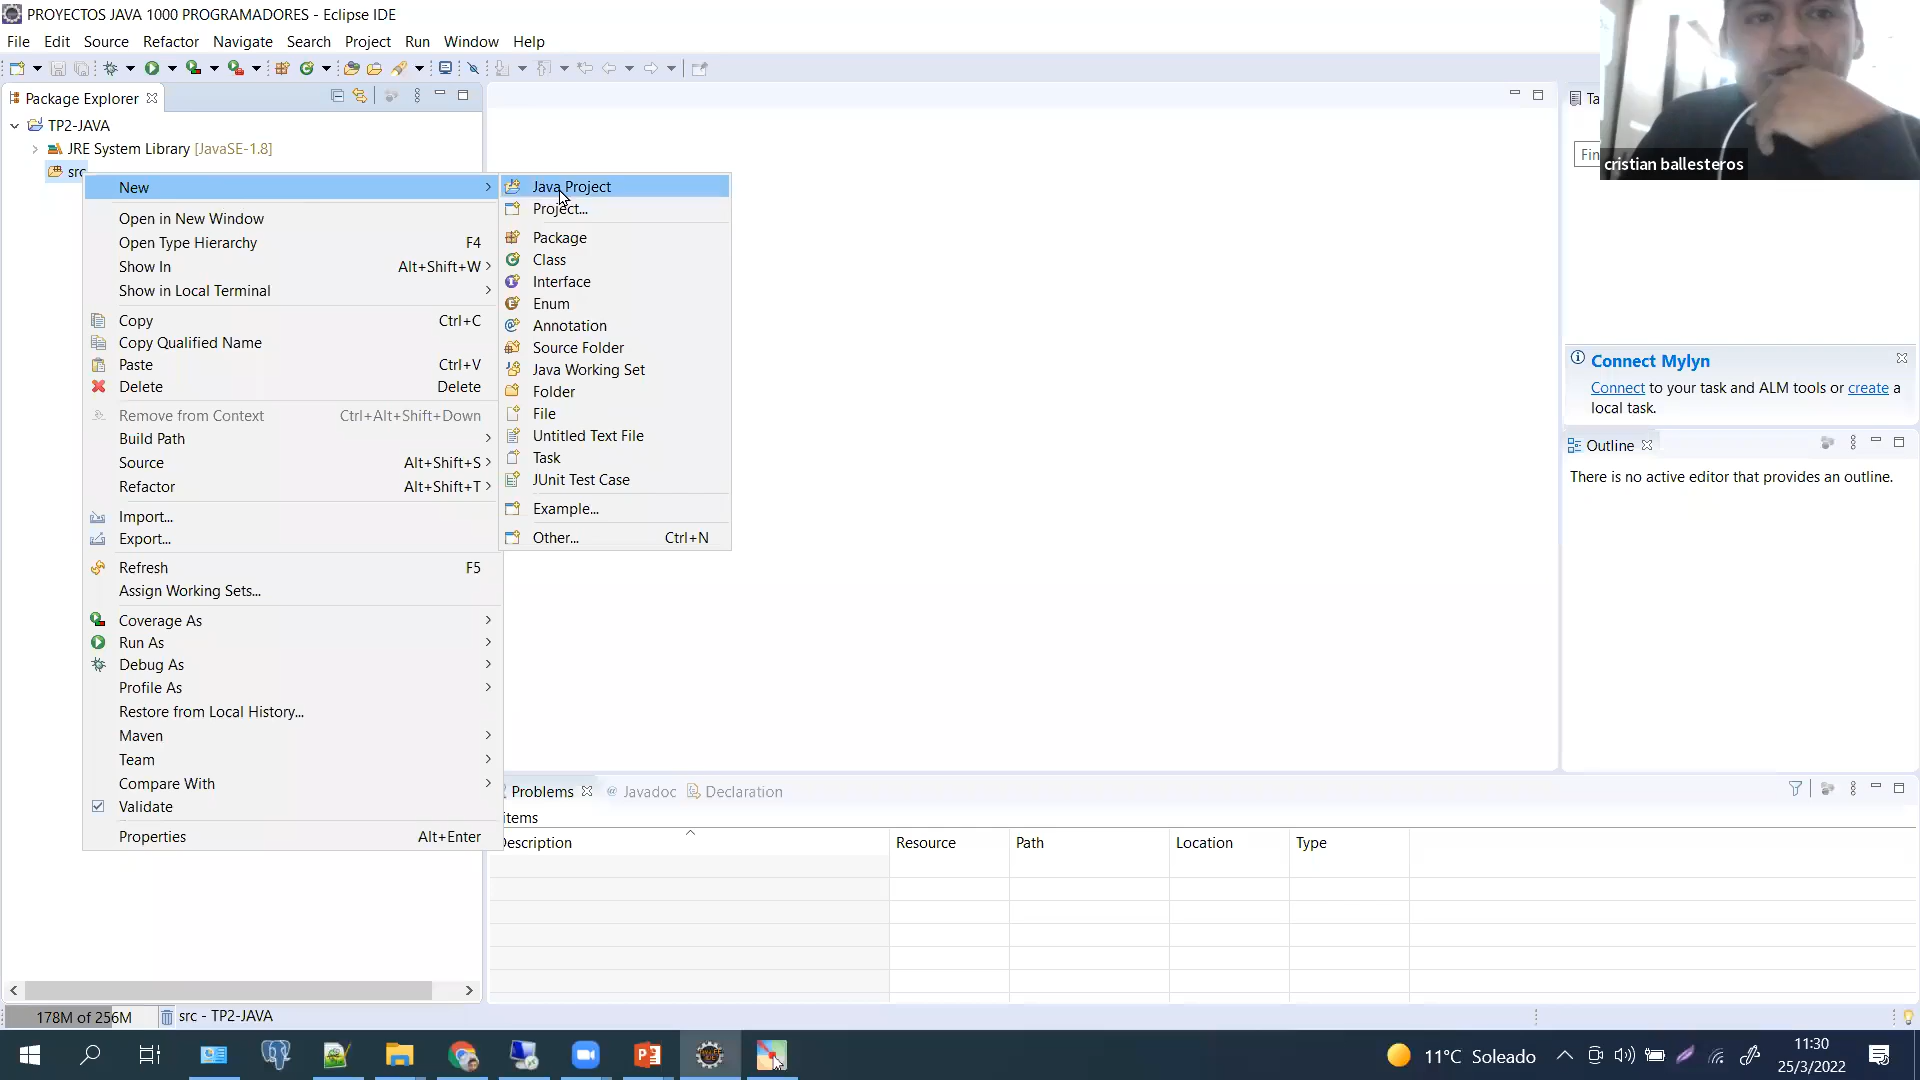 PROYECTOS JAVA 1000 PROGRAMADORES - Eclipse IDE
File Edit Source Refactor Navigate Search Project Run Window Help
Package Explorer
TP2-JAVA
JRE System Library [JavaSE-1.8]
src
New
Open in New Window
Open Type Hierarchy F4
Show In Alt+Shift+W
Show in Local Terminal
Copy Ctrl+C
Copy Qualified Name
Paste Ctrl+V
Delete Delete
Remove from Context Ctrl+Alt+Shift+Down
Build Path
Source Alt+Shift+S
Refactor Alt+Shift+T
Import...
Export...
Refresh F5
Assign Working Sets...
Coverage As
Run As
Debug As
Profile As
Restore from Local History...
Maven
Team
Compare With
Validate
Properties Alt+Enter
Java Project
Project...
Package
Class
Interface
Enum
Annotation
Source Folder
Java Working Set
Folder
File
Untitled Text File
Task
JUnit Test Case
Example...
Other... Ctrl+N
Ta
Fin
cristian ballesteros
Connect Mylyn
Connect to your task and ALM tools or create a
local task.
Outline
There is no active editor that provides an outline.
Problems Javadoc Declaration
items
Description Resource Path Location Type
178M of 256M src - TP2-JAVA
11°C Soleado
11:30
25/3/2022